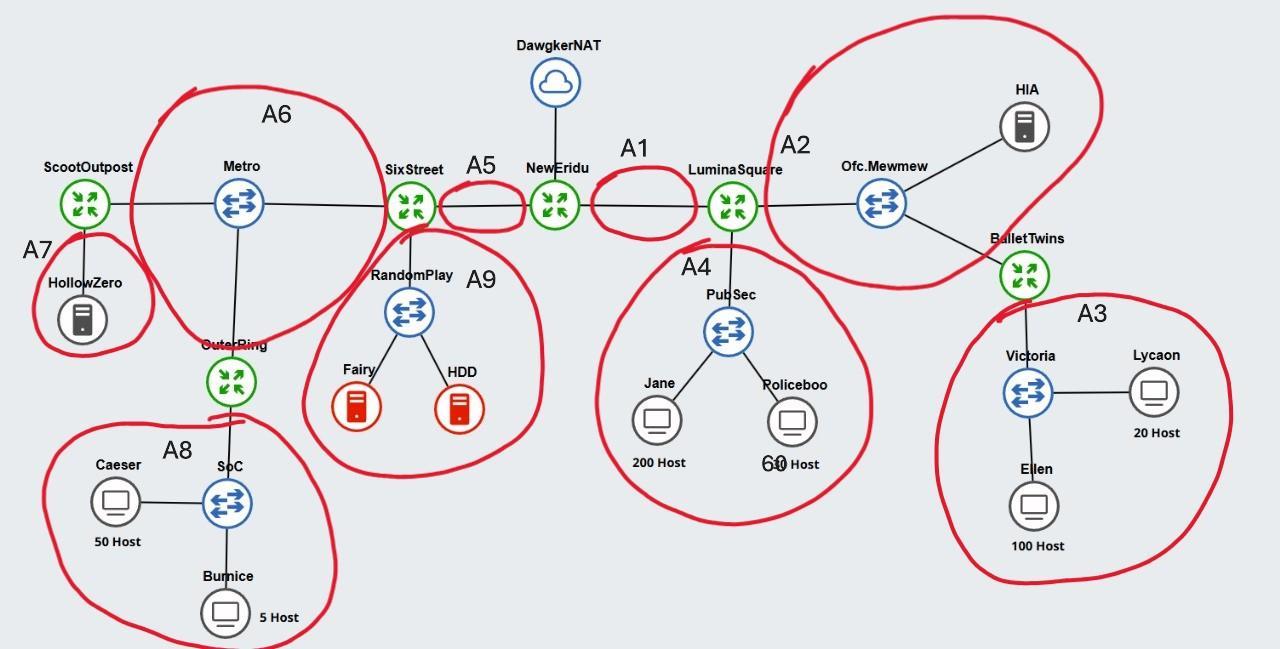 DawgkerNAT
HIA
A6
A1
A2
ScootOutpost
Metro
SixStreet
A5
NewEridu
LuminaSquare
Ofc.Mewmew
A7
HollowZero
RandomPlay
A9
A4
BalletTwins
PubSec
A3
OuterRing
Fairy
HDD
Jane
Policeboo
Victoria
Lycaon
20 Host
200 Host
60 Host
A8
Caeser
SoC
Ellen
50 Host
100 Host
Burnice
5 Host